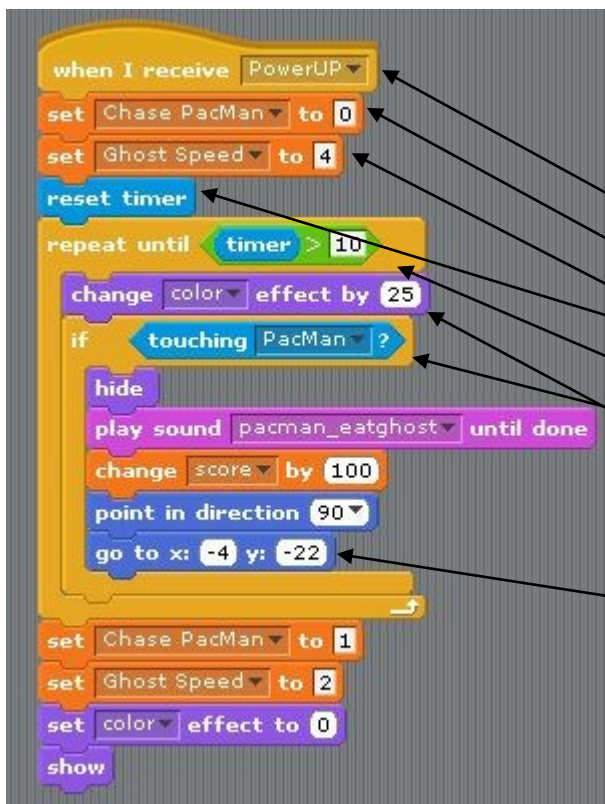 when I receive PowerUP
set Chase PacMan to 0
set Ghost Speed to 4
reset timer
repeat until timer > 10
change color effect by 25
if touching PacMan ?
hide
play sound pacman_eatghost until done
change score by 100
point in direction 90
go to x: -4 y: -22
set Chase PacMan to 1
set Ghost Speed to 2
set color effect to 0
show